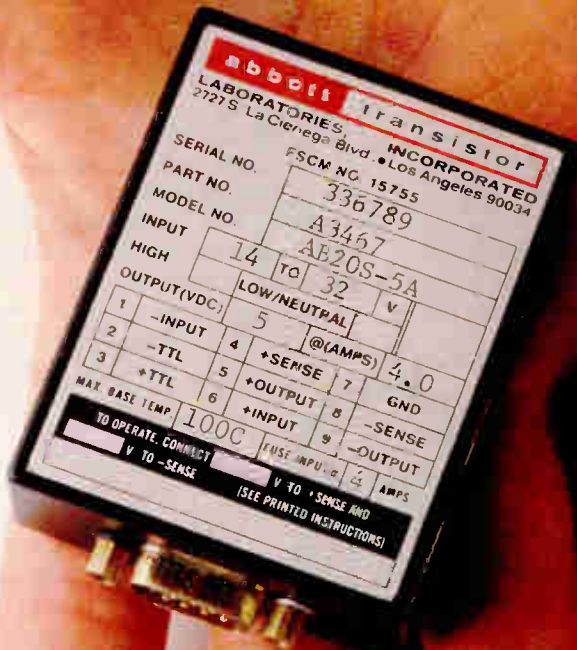 abbott transistor
LABORATORIES, INCORPORATED
2727 S. La Cienega Blvd. • Los Angeles 90034
FSCM NO. 15755
SERIAL NO. 336789
PART NO. A3467
MODEL NO. AB20S-5A
INPUT 14 TO 32 V
HIGH LOW/NEUTRAL
OUTPUT(VDC) 5 @(AMPS) 4.0
1 -INPUT 4 +SENSE 7 GND
2 -TTL 5 +OUTPUT 8 -SENSE
3 +TTL 6 +INPUT 9 -OUTPUT
MAX. BASE TEMP. 100C FUSE INPUT @ 4 AMPS
TO OPERATE, CONNECT V TO +SENSE AND
V TO -SENSE (SEE PRINTED INSTRUCTIONS)